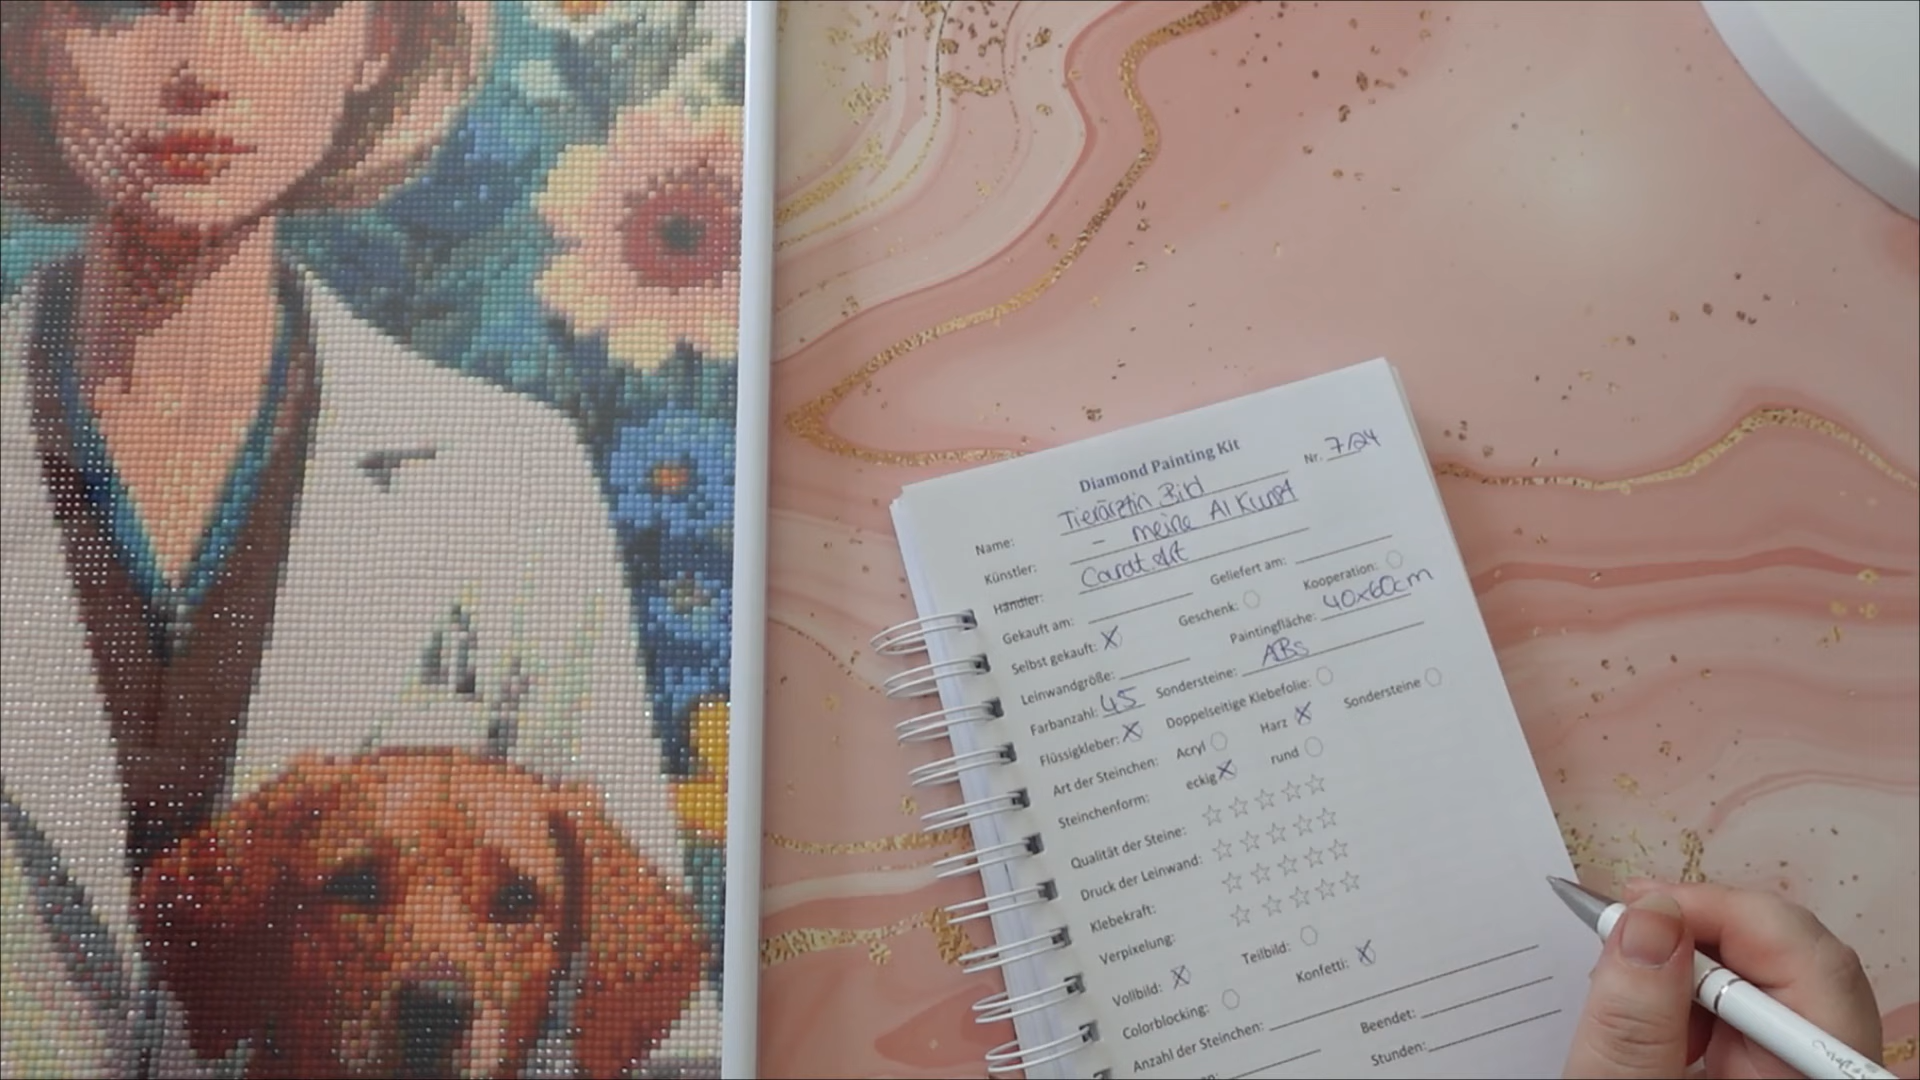 Diamond Painting Kit
Nr. 7/24
Name: Tierärztin Bild
Künstler: - meine AI Kunst
Händler: Carat Art
Gekauft am: Geliefert am:
Selbst gekauft: X Geschenk: Kooperation:
Leinwandgröße: Paintingfläche: 40x60cm
Farbanzahl: 45 Sondersteine: ABs
Flüssigkleber: X Doppelseitige Klebefolie:
Art der Steinchen: Acryl Harz X Sondersteine
Steinchenform: eckig X rund
Qualität der Steine: ☆☆☆☆☆
Druck der Leinwand: ☆☆☆☆☆
Klebekraft: ☆☆☆☆☆
Verpixelung: ☆☆☆☆☆
Vollbild: X Teilbild:
Colorblocking: Konfetti: X
Anzahl der Steinchen:
Beendet:
Stunden: